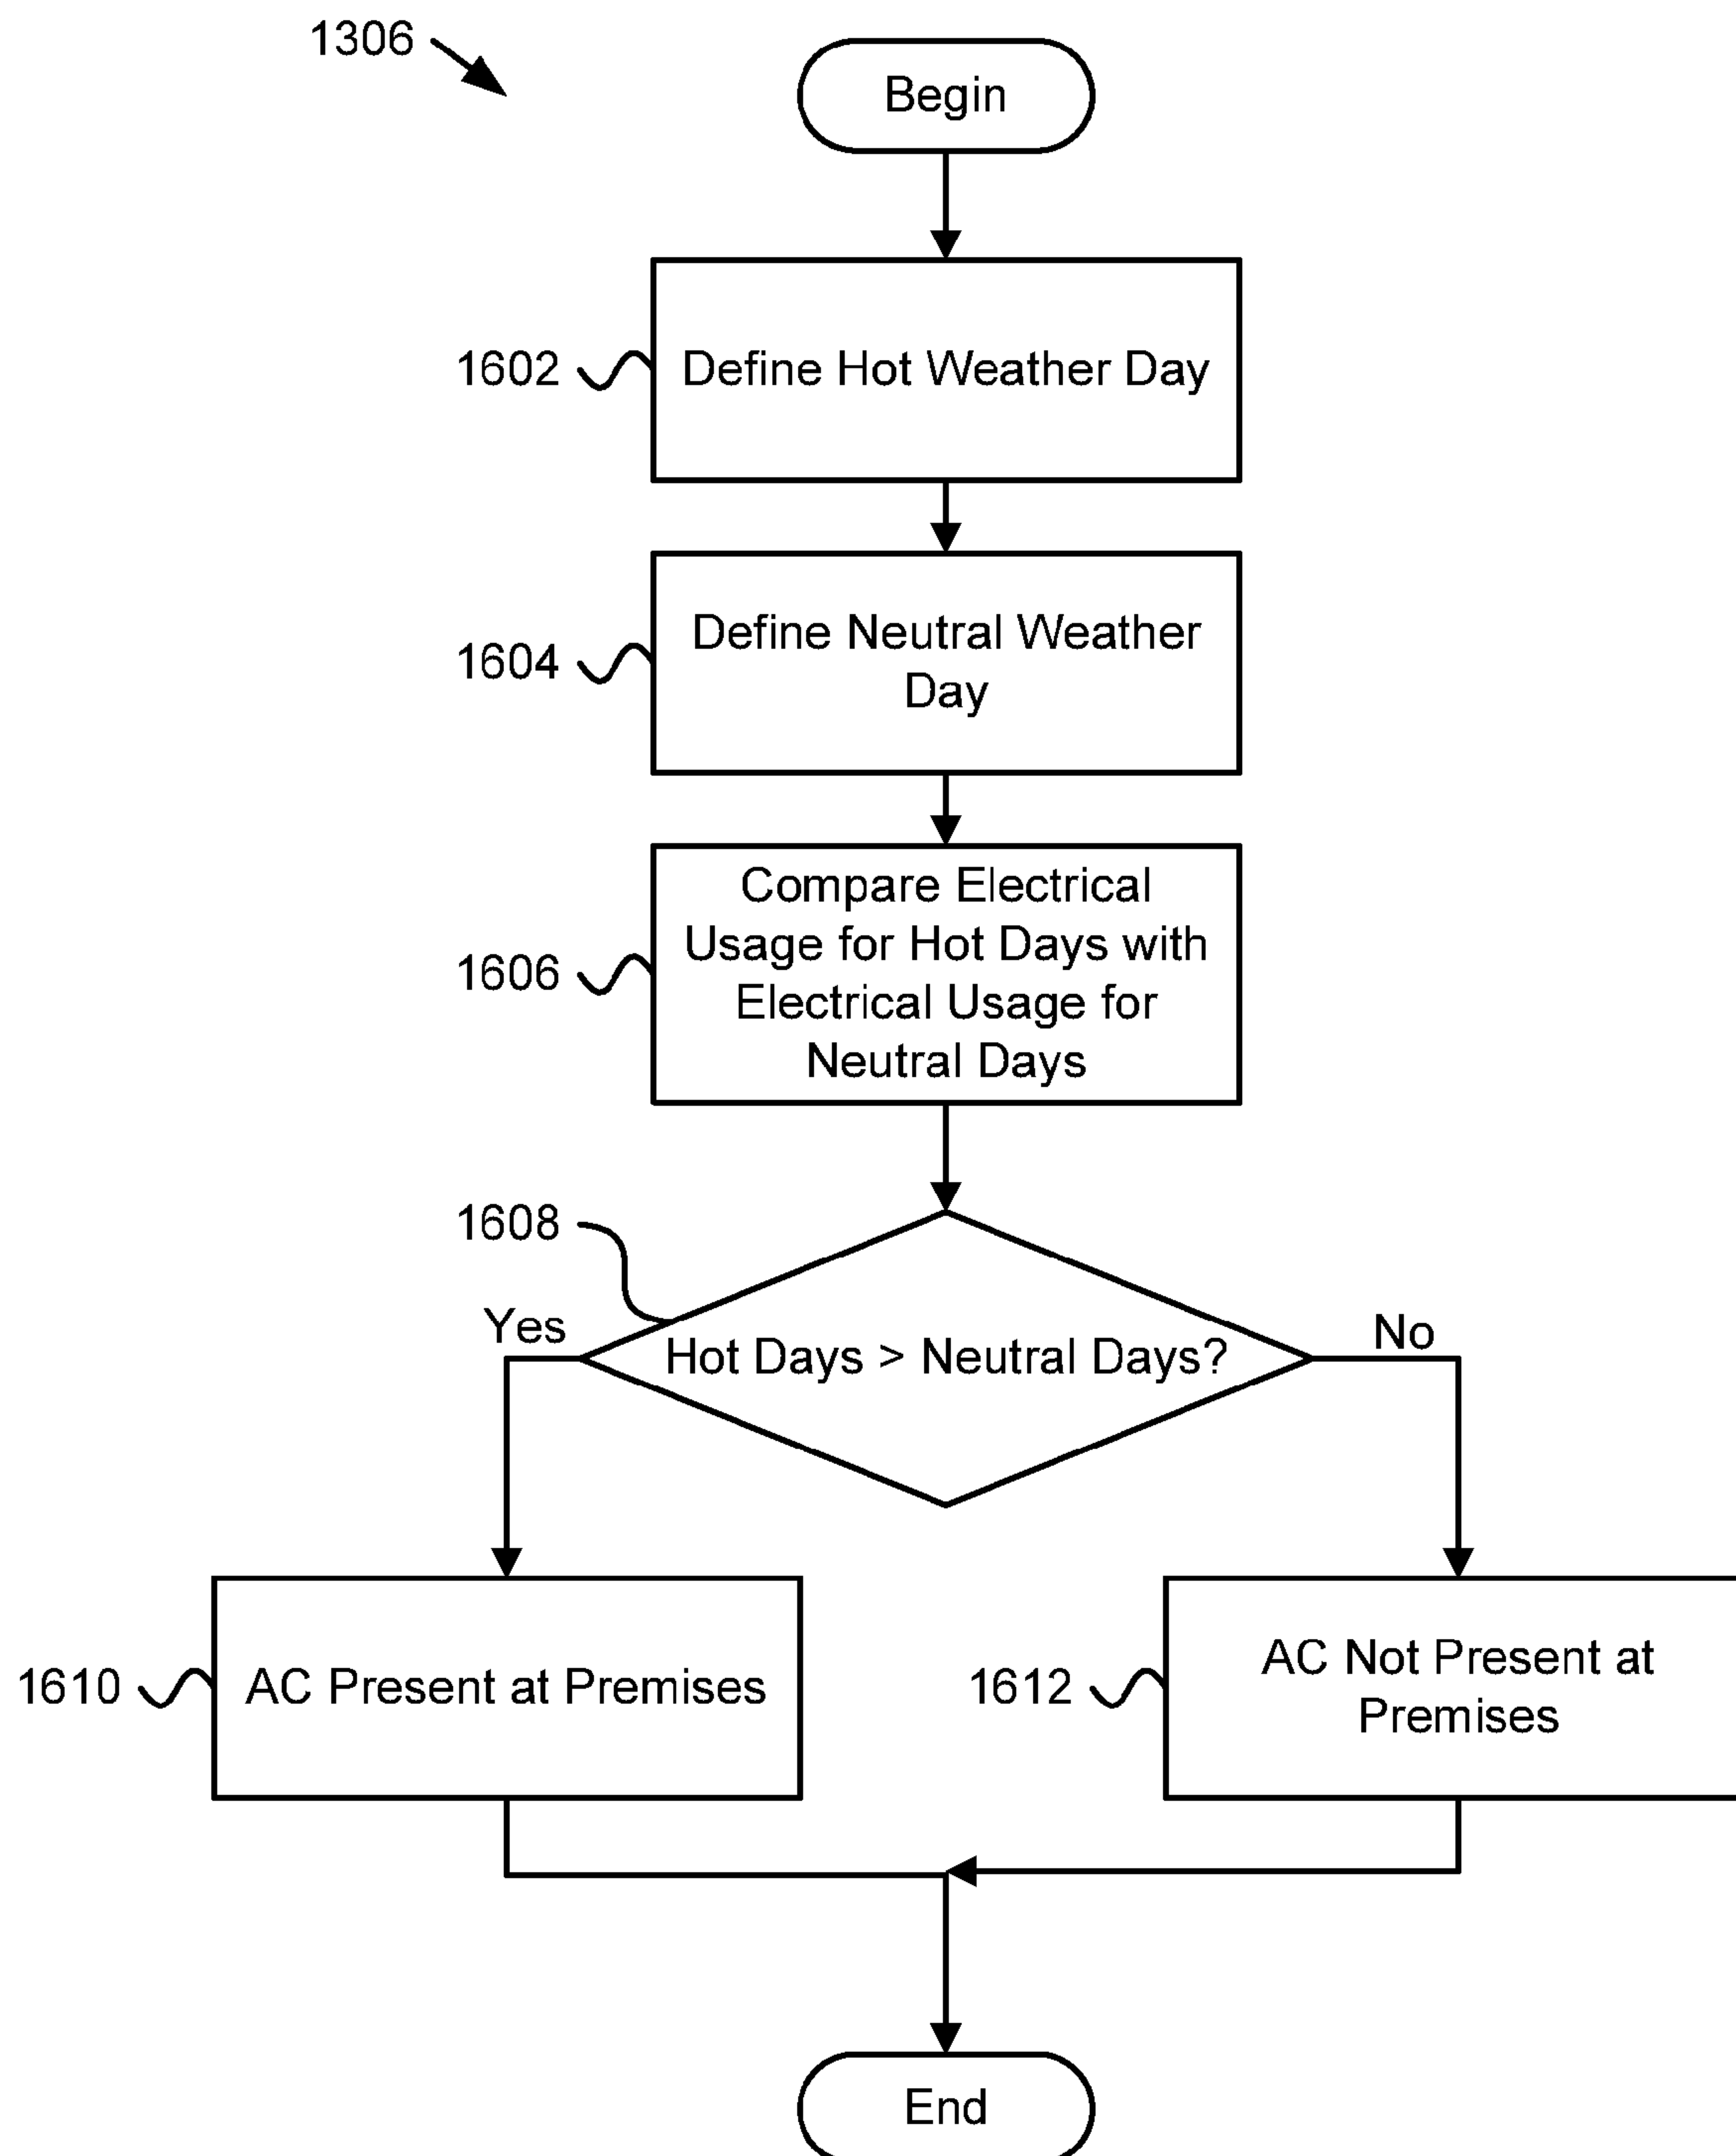 1306
Begin
1602
Define Hot Weather Day
1604
Define Neutral Weather
Day
1606
Compare Electrical
Usage for Hot Days with
Electrical Usage for
Neutral Days
1608
Yes
Hot Days > Neutral Days?
No
1610
AC Present at Premises
1612
AC Not Present at
Premises
End